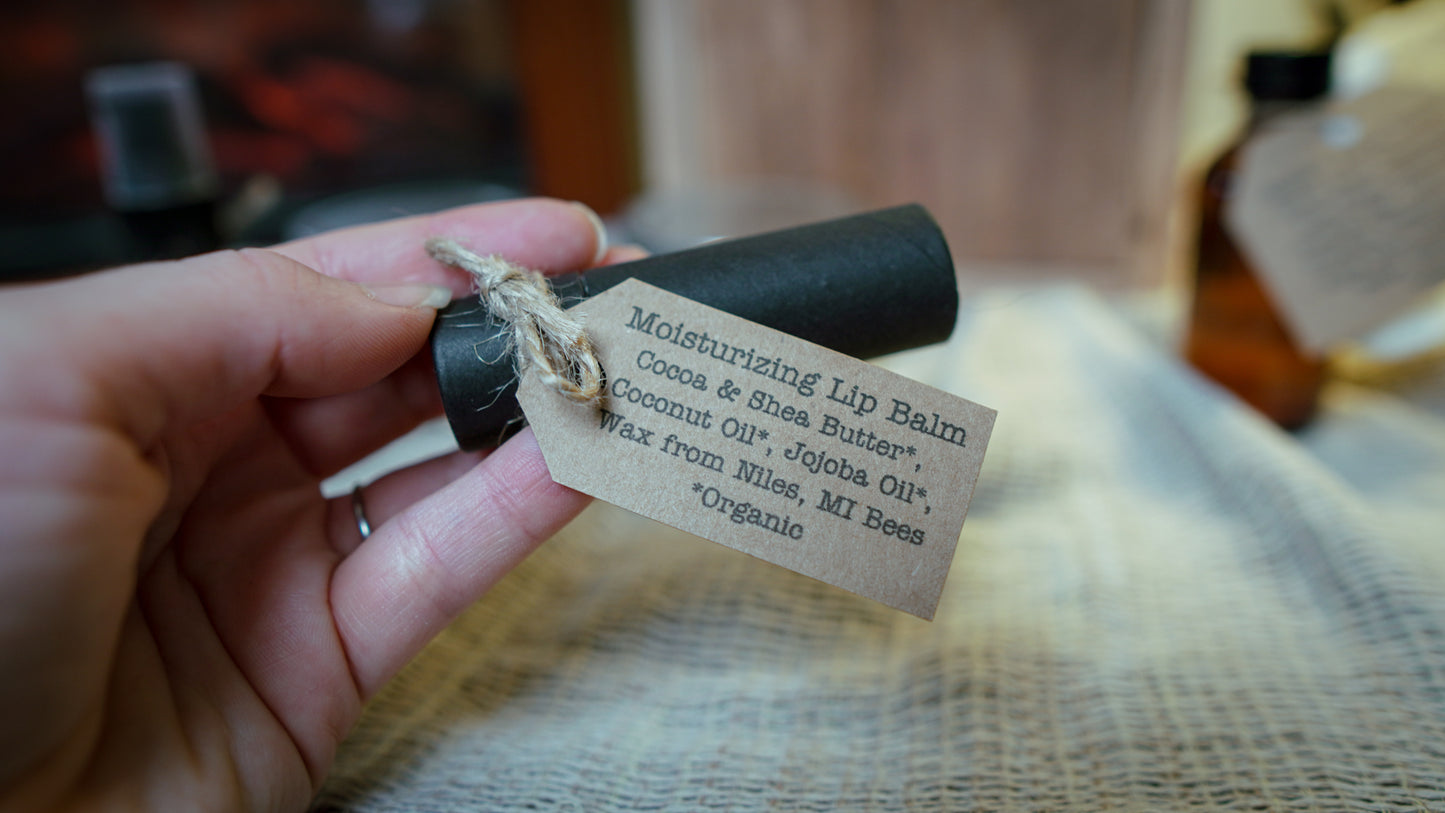 Moisturizing Lip Balm
Cocoa & Shea Butter*,
Coconut Oil*, Jojoba Oil*,
Wax from Niles, MI Bees
*Organic